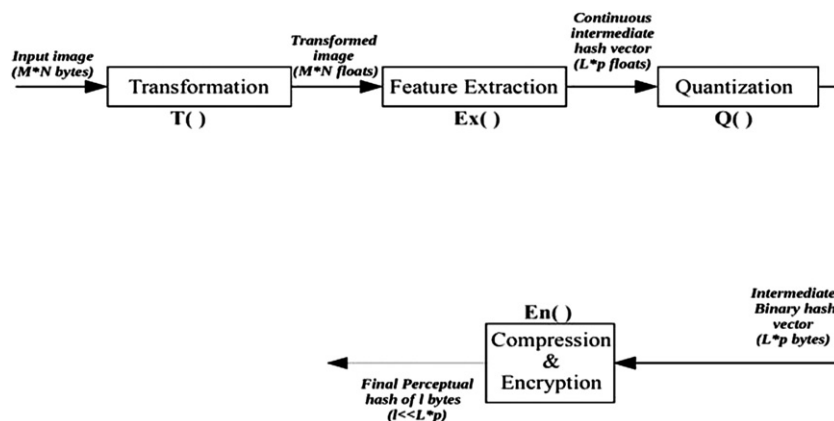 Input image
(M*N bytes)
Transformation
T( )
Transformed
image
(M*N floats)
Feature Extraction
Ex( )
Continuous
intermediate
hash vector
(L*p floats)
Quantization
Q( )
Intermediate
Binary hash
vector
(L*p bytes)
En( )
Compression
&
Encryption
Final Perceptual
hash of l bytes
(l<<L*p)